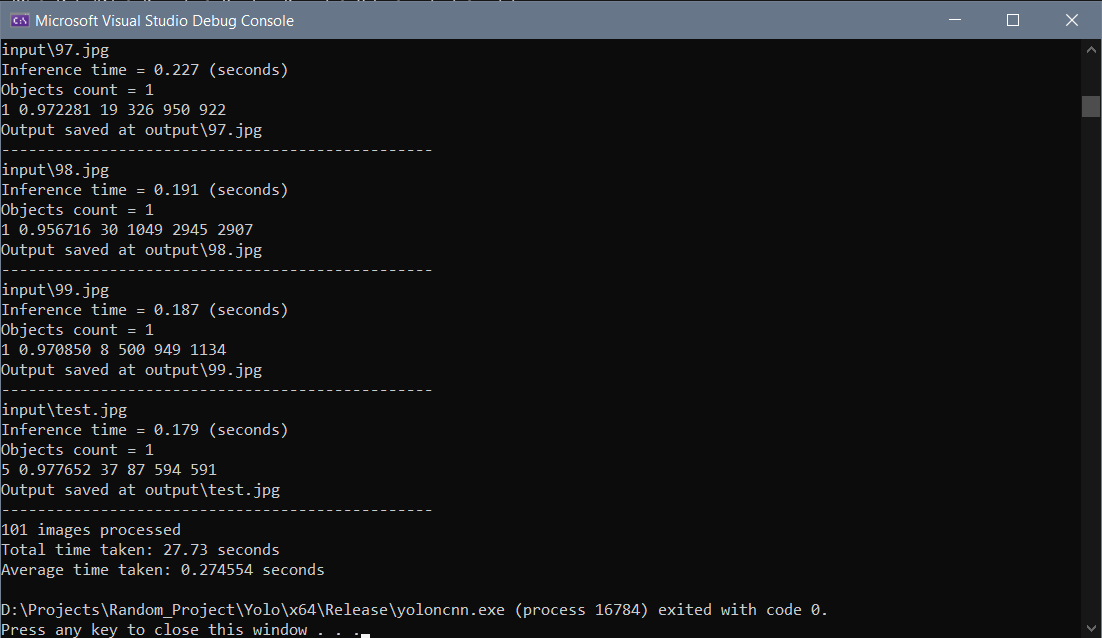 Microsoft Visual Studio Debug Console
input\97.jpg
Inference time = 0.227 (seconds)
Objects count = 1
1 0.972281 19 326 950 922
Output saved at output\97.jpg
------------------------------------------------
input\98.jpg
Inference time = 0.191 (seconds)
Objects count = 1
1 0.956716 30 1049 2945 2907
Output saved at output\98.jpg
------------------------------------------------
input\99.jpg
Inference time = 0.187 (seconds)
Objects count = 1
1 0.970850 8 500 949 1134
Output saved at output\99.jpg
------------------------------------------------
input\test.jpg
Inference time = 0.179 (seconds)
Objects count = 1
5 0.977652 37 87 594 591
Output saved at output\test.jpg
------------------------------------------------
101 images processed
Total time taken: 27.73 seconds
Average time taken: 0.274554 seconds
D:\Projects\Random_Project\Yolo\x64\Release\yoloncnn.exe (process 16784) exited with code 0.
Press any key to close this window . . .